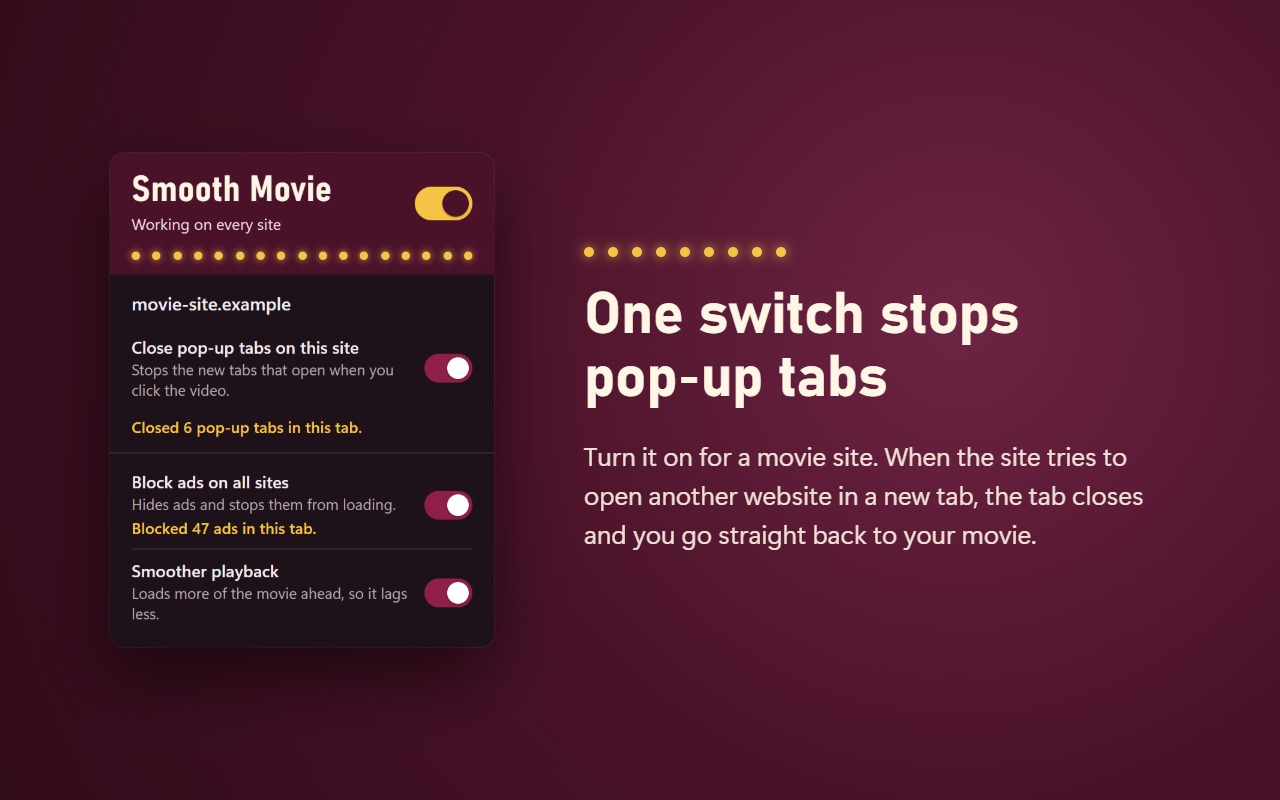 Smooth Movie
Working on every site
movie-site.example
Close pop-up tabs on this site
Stops the new tabs that open when you
click the video.
Closed 6 pop-up tabs in this tab.
Block ads on all sites
Hides ads and stops them from loading.
Blocked 47 ads in this tab.
Smoother playback
Loads more of the movie ahead, so it lags
less.
One switch stops
pop-up tabs
Turn it on for a movie site. When the site tries to
open another website in a new tab, the tab closes
and you go straight back to your movie.